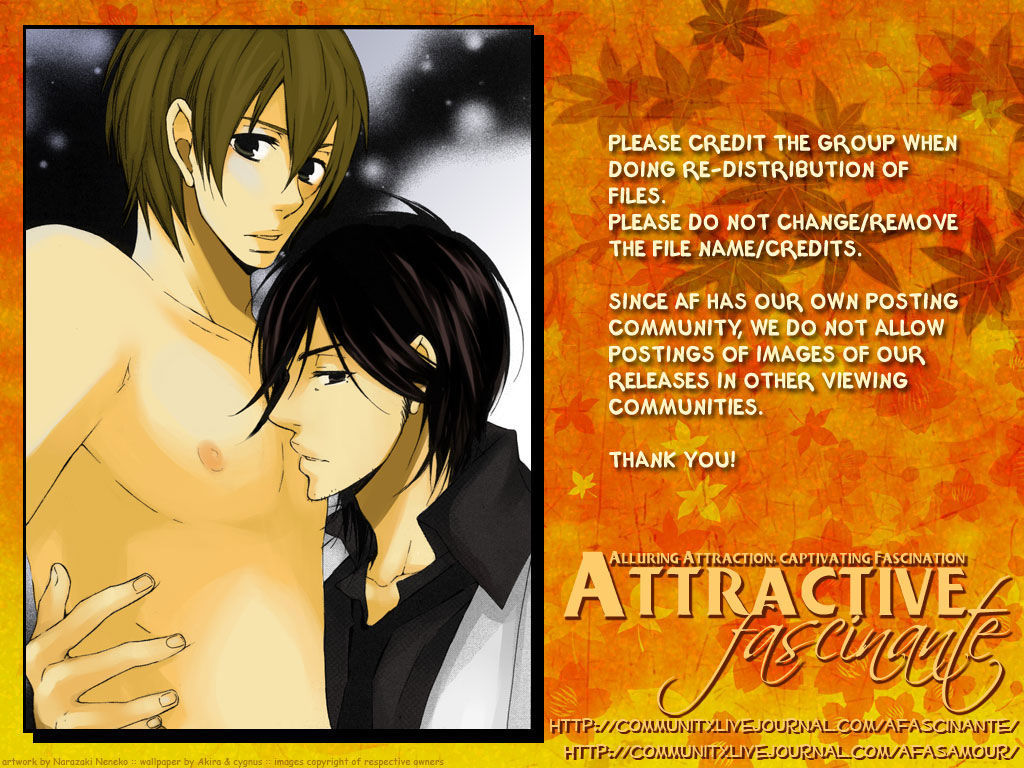 PLEASE CREDIT THE GROUP WHEN
DOING RE-DISTRIBUTION OF
FILES.
PLEASE DO NOT CHANGE/REMOVE
THE FILE NAME/CREDITS.
SINCE AF HAS OUR OWN POSTING
COMMUNITY, WE DO NOT ALLOW
POSTINGS OF IMAGES OF OUR
RELEASES IN OTHER VIEWING
COMMUNITIES.
THANK YOU!
ALLURING ATTRACTION. CAPTIVATING FASCINATION
ATTRACTIVE
fascinante
HTTP://COMMUNITY.LIVEJOURNAL.COM/AFASCINANTE/
HTTP://COMMUNITY.LIVEJOURNAL.COM/AFASAMOUR/
artwork by Narazaki Neneko :: wallpaper by Akira & cygnus :: images copyright of respective owners